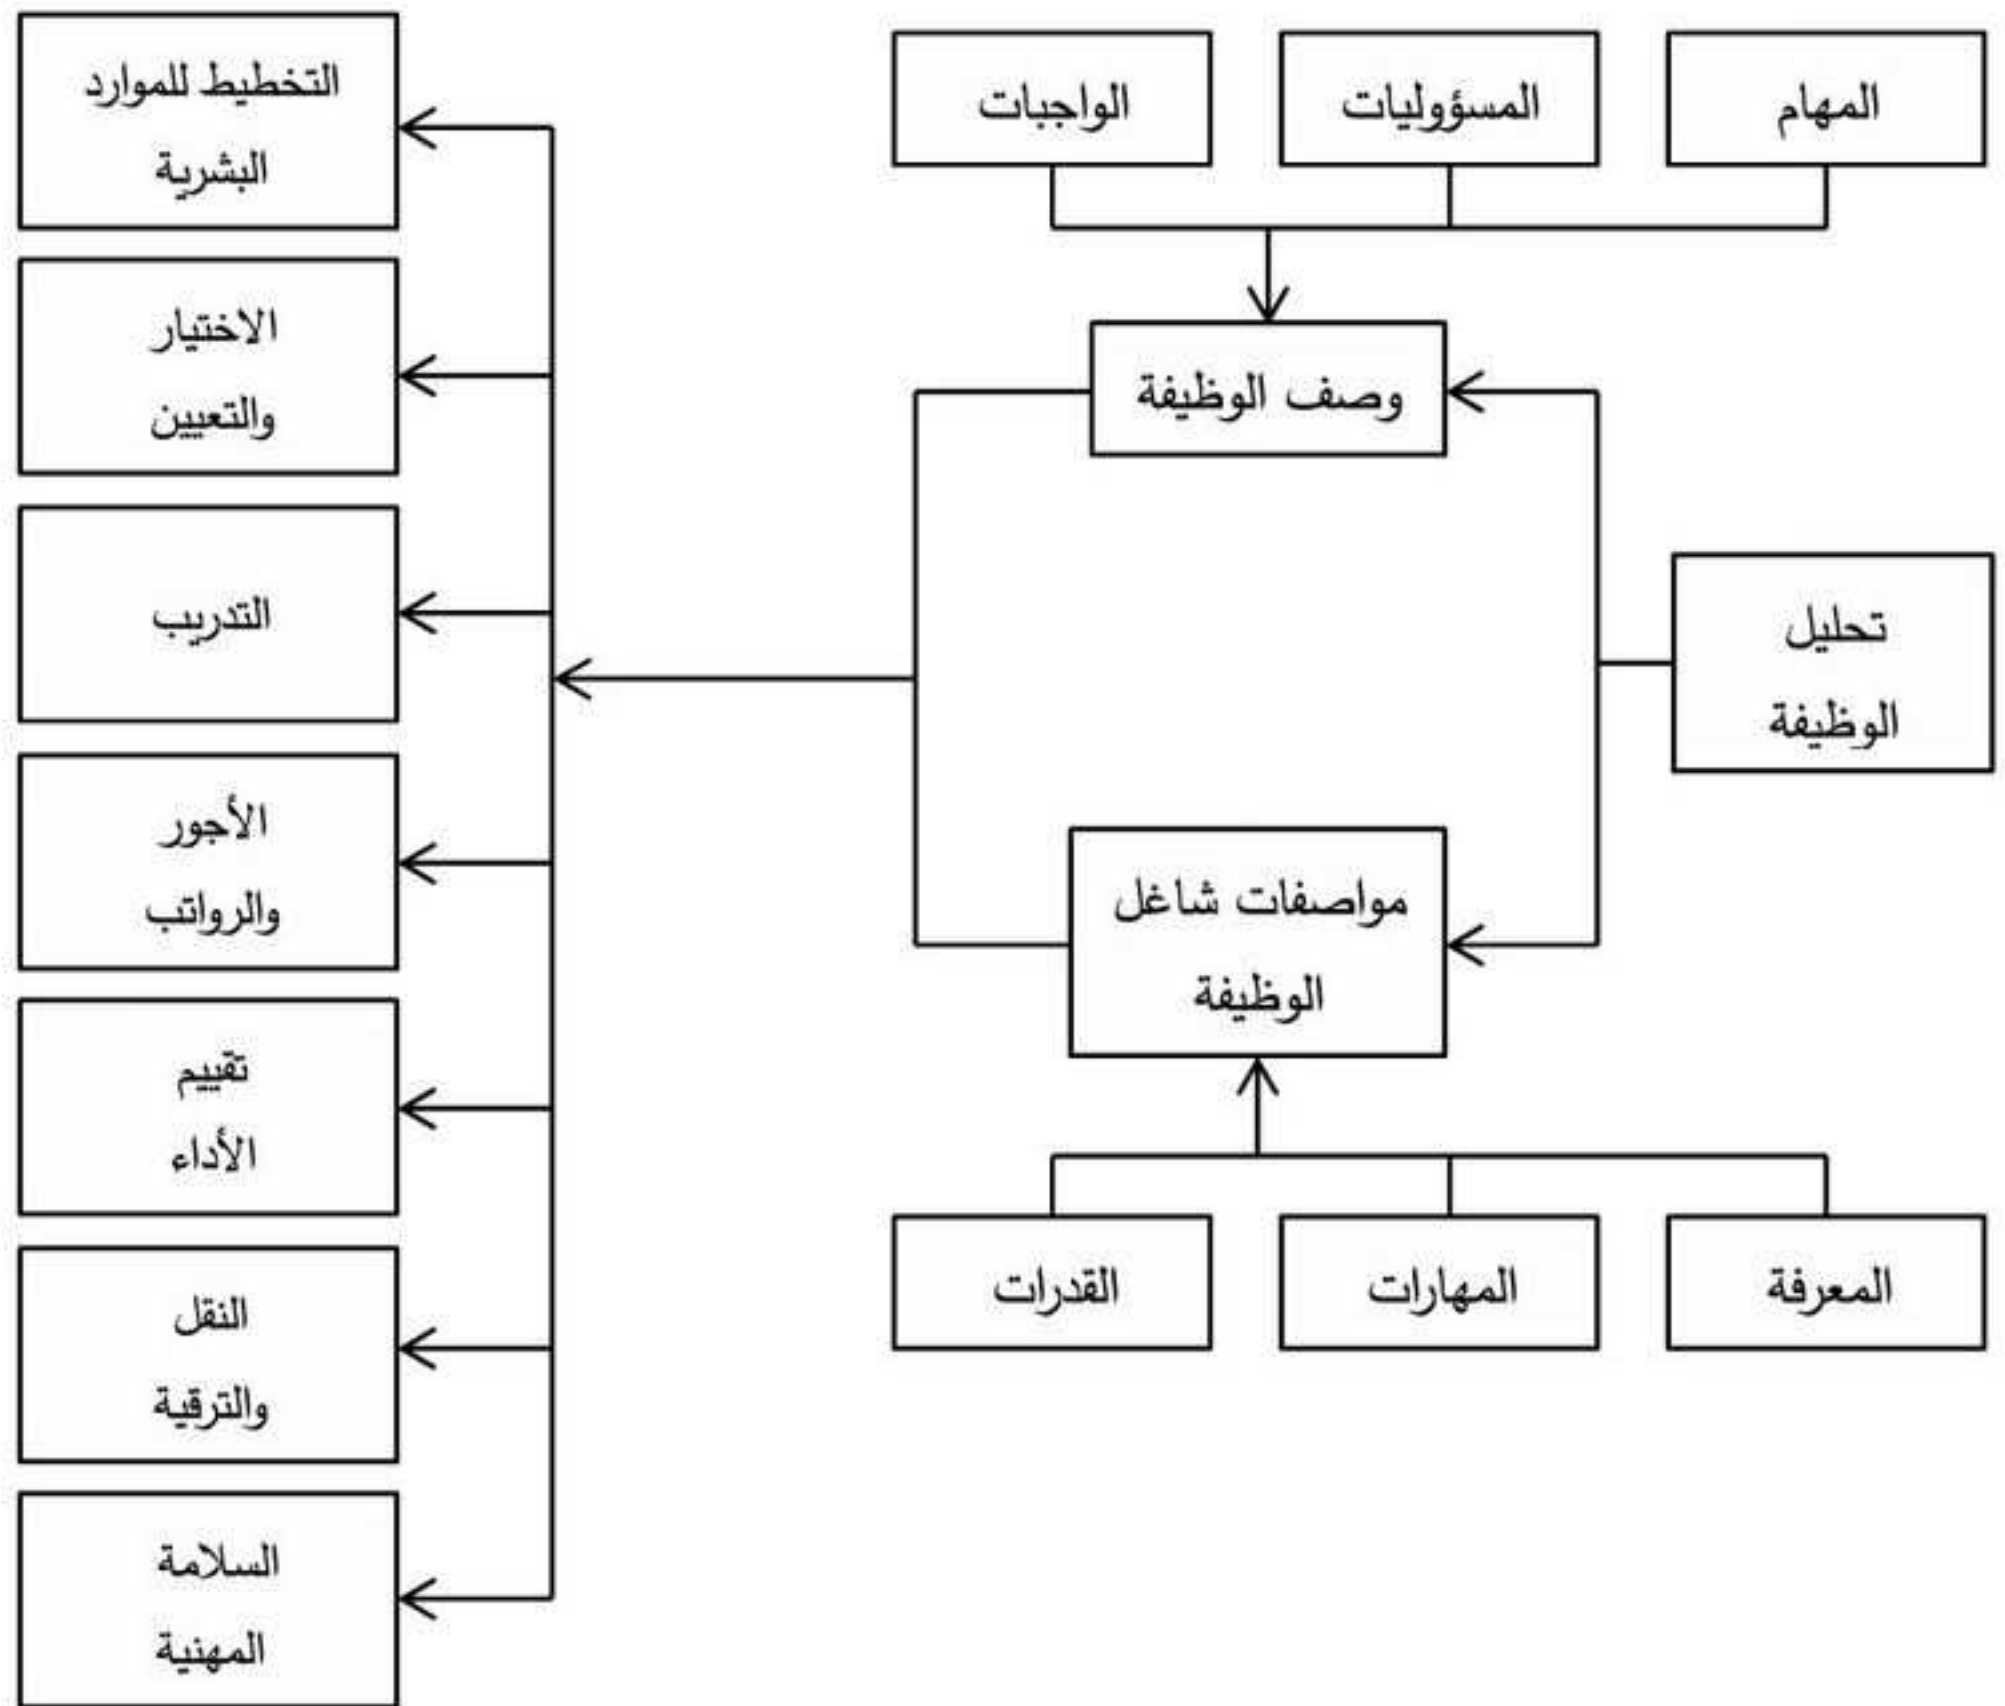 المهام
المسؤوليات
الواجبات
وصف الوظيفة
تحليل
الوظيفة
مواصفات شاغل
الوظيفة
المعرفة
المهارات
القدرات
التخطيط للموارد
البشرية
الاختيار
والتعيين
التدريب
الأجور
والرواتب
تقييم
الأداء
النقل
والترقية
السلامة
المهنية